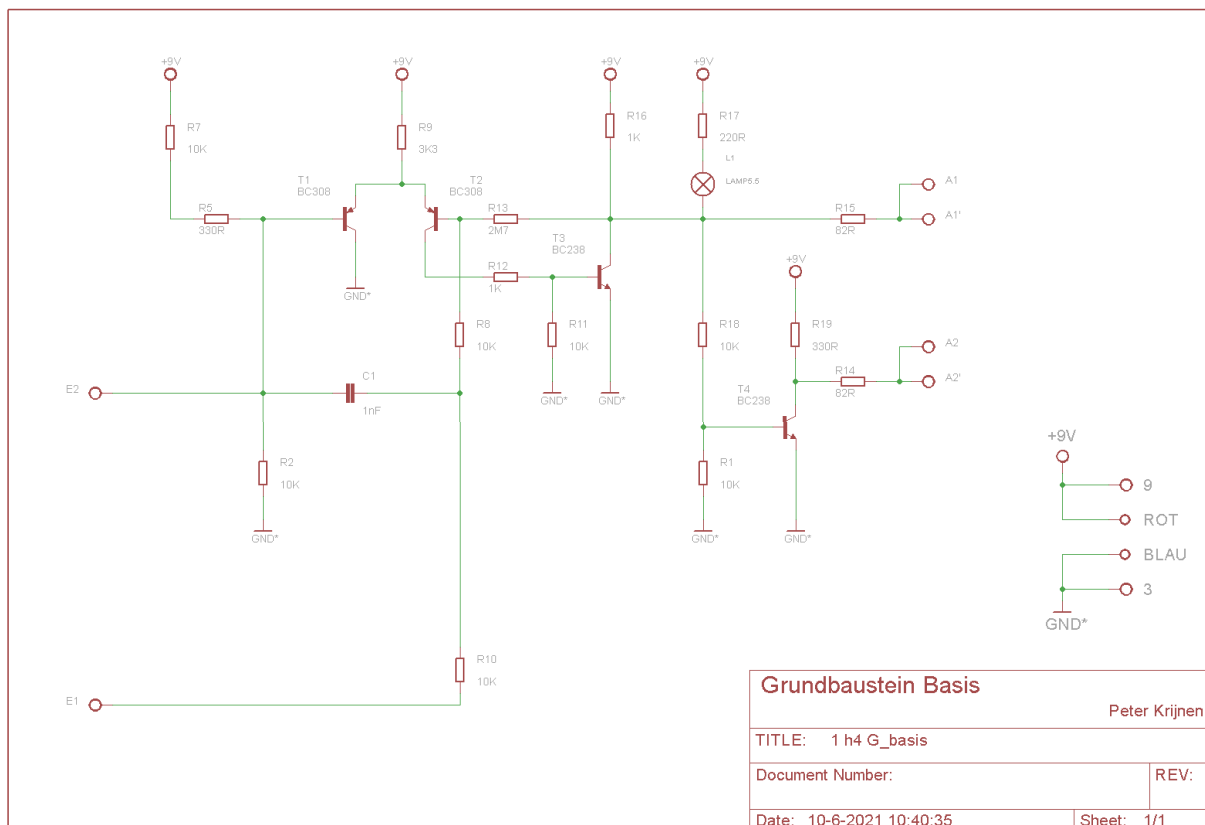 +9V
+9V
+9V
+9V
R7
10K
R9
3K3
R16
1K
R17
220R
L1
LAMP6.6
T1
BC308
T2
BC308
A1
A1'
R5
330R
R13
2M7
R15
82R
T3
BC238
R12
1K
GND*
+9V
R8
10K
R11
10K
R18
10K
R19
330R
A2
A2'
R14
82R
E2
C1
1nF
T4
BC238
GND*
GND*
R2
10K
R1
10K
GND*
GND*
GND*
+9V
9
ROT
BLAU
3
GND*
R10
10K
E1
Grundbaustein Basis
Peter Krijnen
TITLE: 1 h4 G_basis
Document Number:
REV:
Date: 10-6-2021 10:40:35
Sheet: 1/1